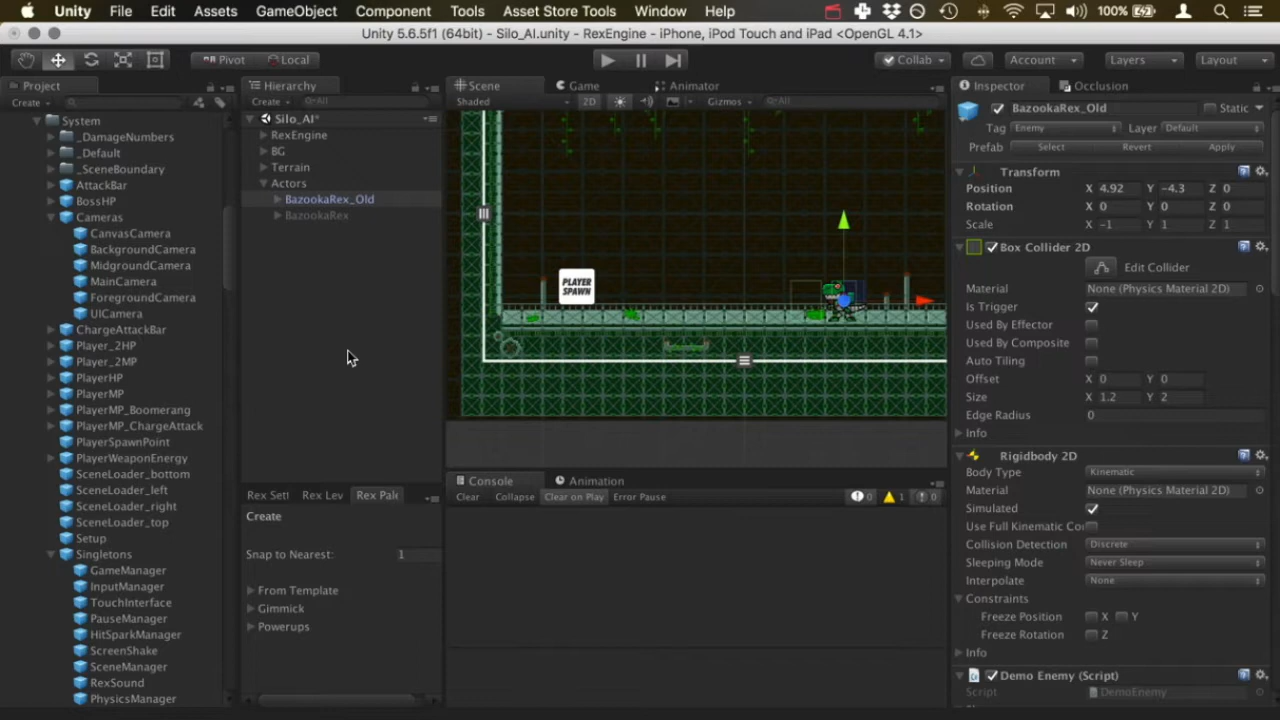 Unity File Edit Assets GameObject Component Tools Asset Store Tools Window Help 100%
Unity 5.6.5f1 (64bit) - Silo_AI.unity - RexEngine - iPhone, iPod Touch and iPad <OpenGL 4.1>
Pivot Local Collab Account Layers Layout
Project Hierarchy Scene Game Animator Inspector Occlusion
Create Create All Shaded 2D Gizmos All
System
_DamageNumbers
_Default
_SceneBoundary
AttackBar
BossHP
Cameras
CanvasCamera
BackgroundCamera
MidgroundCamera
MainCamera
ForegroundCamera
UICamera
ChargeAttackBar
Player_2HP
Player_2MP
PlayerHP
PlayerMP
PlayerMP_Boomerang
PlayerMP_ChargeAttack
PlayerSpawnPoint
PlayerWeaponEnergy
SceneLoader_bottom
SceneLoader_left
SceneLoader_right
SceneLoader_top
Setup
Singletons
GameManager
InputManager
TouchInterface
PauseManager
HitSparkManager
ScreenShake
SceneManager
RexSound
PhysicsManager
Silo_AI*
RexEngine
BG
Terrain
Actors
BazookaRex_Old
BazookaRex
Rex Sett Rex Lev Rex Pale
Create
Snap to Nearest: 1
From Template
Gimmick
Powerups
PLAYER
SPAWN
Console Animation
Clear Collapse Clear on Play Error Pause 0 1 0
BazookaRex_Old Static
Tag Enemy Layer Default
Prefab Select Revert Apply
Transform
Position X 4.92 Y -4.3 Z 0
Rotation X 0 Y 0 Z 0
Scale X -1 Y 1 Z 1
Box Collider 2D
Edit Collider
Material None (Physics Material 2D)
Is Trigger
Used By Effector
Used By Composite
Auto Tiling
Offset X 0 Y 0
Size X 1.2 Y 2
Edge Radius 0
Info
Rigidbody 2D
Body Type Kinematic
Material None (Physics Material 2D)
Simulated
Use Full Kinematic Co
Collision Detection Discrete
Sleeping Mode Never Sleep
Interpolate None
Constraints
Freeze Position X Y
Freeze Rotation Z
Info
Demo Enemy (Script)
Script DemoEnemy